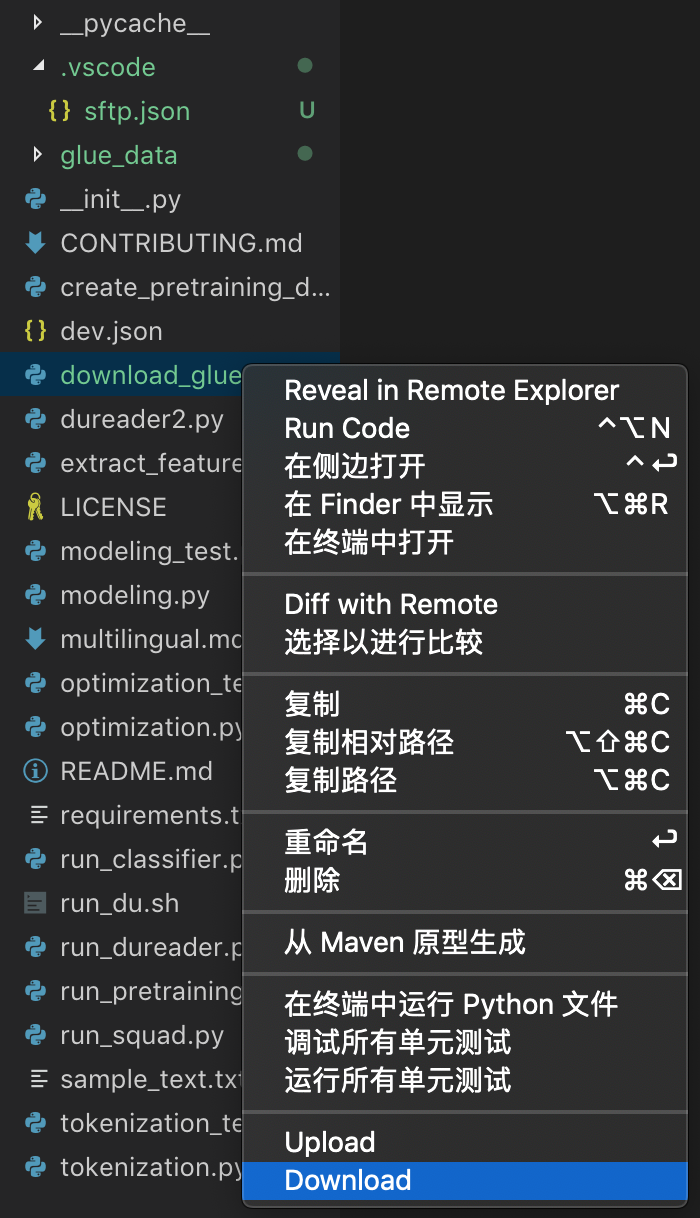 __pycache__
.vscode
sftp.json U
glue_data
__init__.py
CONTRIBUTING.md
create_pretraining_d...
dev.json
download_glue
dureader2.py
extract_feature
LICENSE
modeling_test.
modeling.py
multilingual.md
optimization_te
optimization.py
README.md
requirements.t
run_classifier.p
run_du.sh
run_dureader.p
run_pretraining
run_squad.py
sample_text.txt
tokenization_te
tokenization.py
Reveal in Remote Explorer
Run Code ^⌥N
在侧边打开 ^↩
在 Finder 中显示 ⌥⌘R
在终端中打开
Diff with Remote
选择以进行比较
复制 ⌘C
复制相对路径 ⌥⇧⌘C
复制路径 ⌥⌘C
重命名 ↩
删除 ⌘⌫
从 Maven 原型生成
在终端中运行 Python 文件
调试所有单元测试
运行所有单元测试
Upload
Download